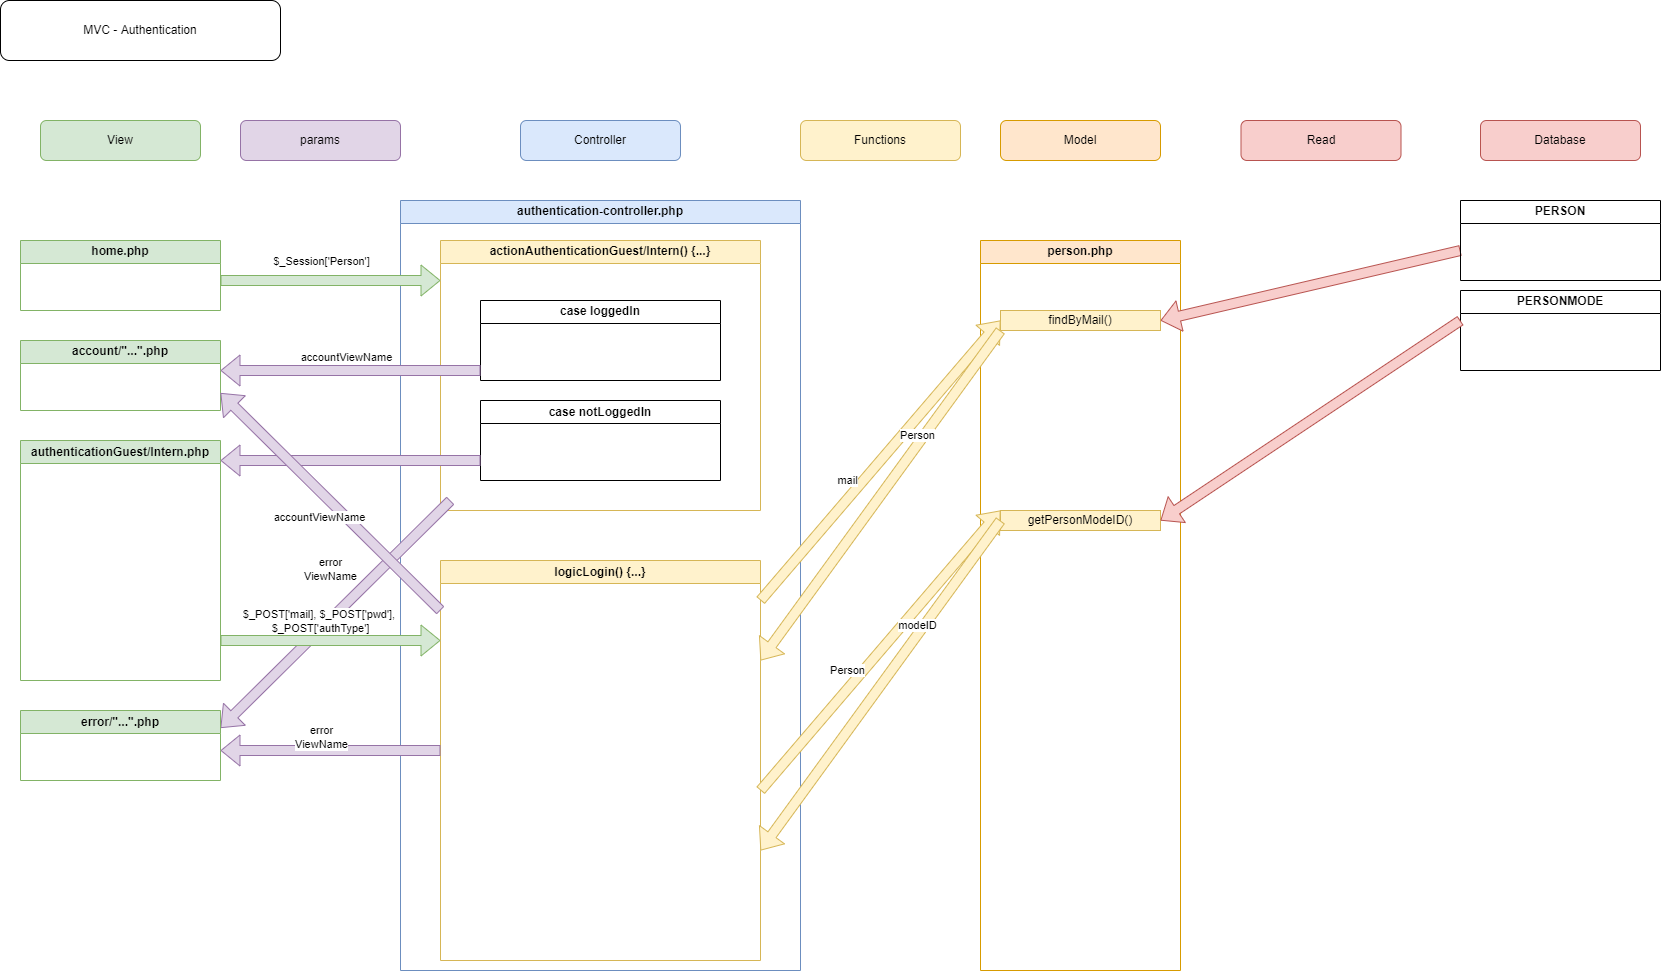 MVC - Authentication
View
params
Controller
Functions
Model
Read
Database
authentication-controller.php
PERSON
home.php
$_Session['Person']
actionAuthenticationGuest/Intern() {...}
person.php
PERSONMODE
case loggedIn
findByMail()
account/"...".php
accountViewName
case notLoggedIn
authenticationGuest/Intern.php
Person
mail
accountViewName
getPersonModeID()
error
ViewName
logicLogin() {...}
$_POST['mail], $_POST['pwd'],
$_POST['authType']
modeID
Person
error/"...".php
error
ViewName